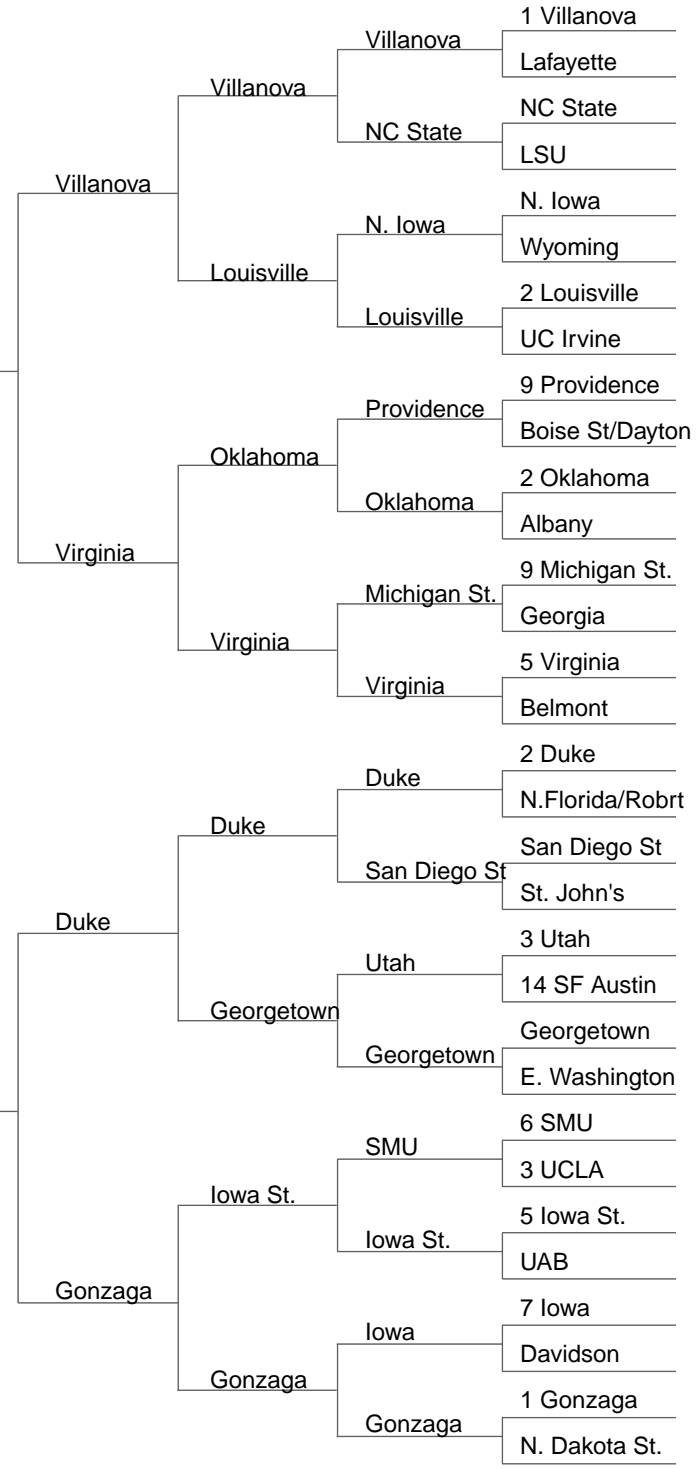 1 Villanova
Villanova
Lafayette
Villanova
NC State
NC State
LSU
Villanova
N. Iowa
N. Iowa
Wyoming
Louisville
2 Louisville
Louisville
UC Irvine
9 Providence
Providence
Boise St/Dayton
Oklahoma
2 Oklahoma
Oklahoma
Albany
Virginia
9 Michigan St.
Michigan St.
Georgia
Virginia
5 Virginia
Virginia
Belmont
2 Duke
Duke
N.Florida/Robrt
Duke
San Diego St
San Diego St
St. John's
Duke
3 Utah
Utah
14 SF Austin
Georgetown
Georgetown
Georgetown
E. Washington
6 SMU
SMU
3 UCLA
Iowa St.
5 Iowa St.
Iowa St.
UAB
Gonzaga
7 Iowa
Iowa
Davidson
Gonzaga
1 Gonzaga
Gonzaga
N. Dakota St.